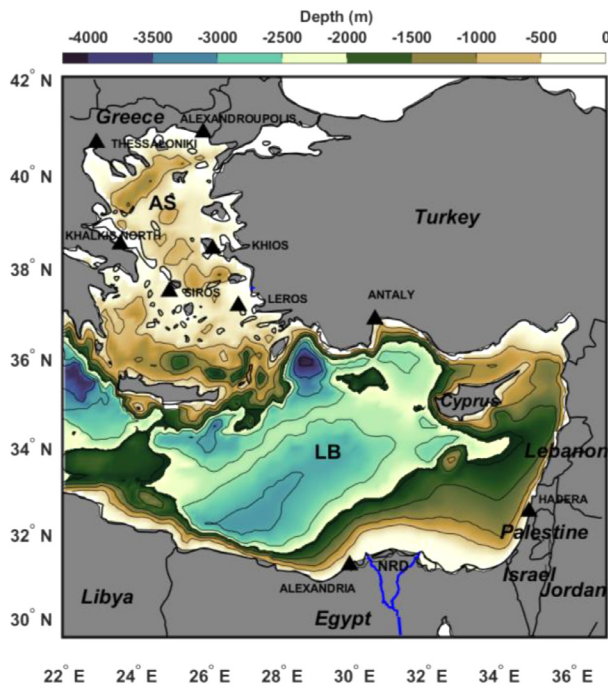 Depth (m)
-4000 -3500 -3000 -2500 -2000 -1500 -1000 -500 0
42° N
Greece
ALEXANDROUPOLIS
THESSALONIKI
40° N
AS
Turkey
KHALKIS NORTH
KHIOS
38° N
SIROS
LEROS
ANTALY
36° N
Cyprus
34° N
LB
Lebanon
HADERA
32° N
Palestine
NRD
Israel
ALEXANDRIA
Jordan
Libya
30° N
Egypt
22° E 24° E 26° E 28° E 30° E 32° E 34° E 36° E